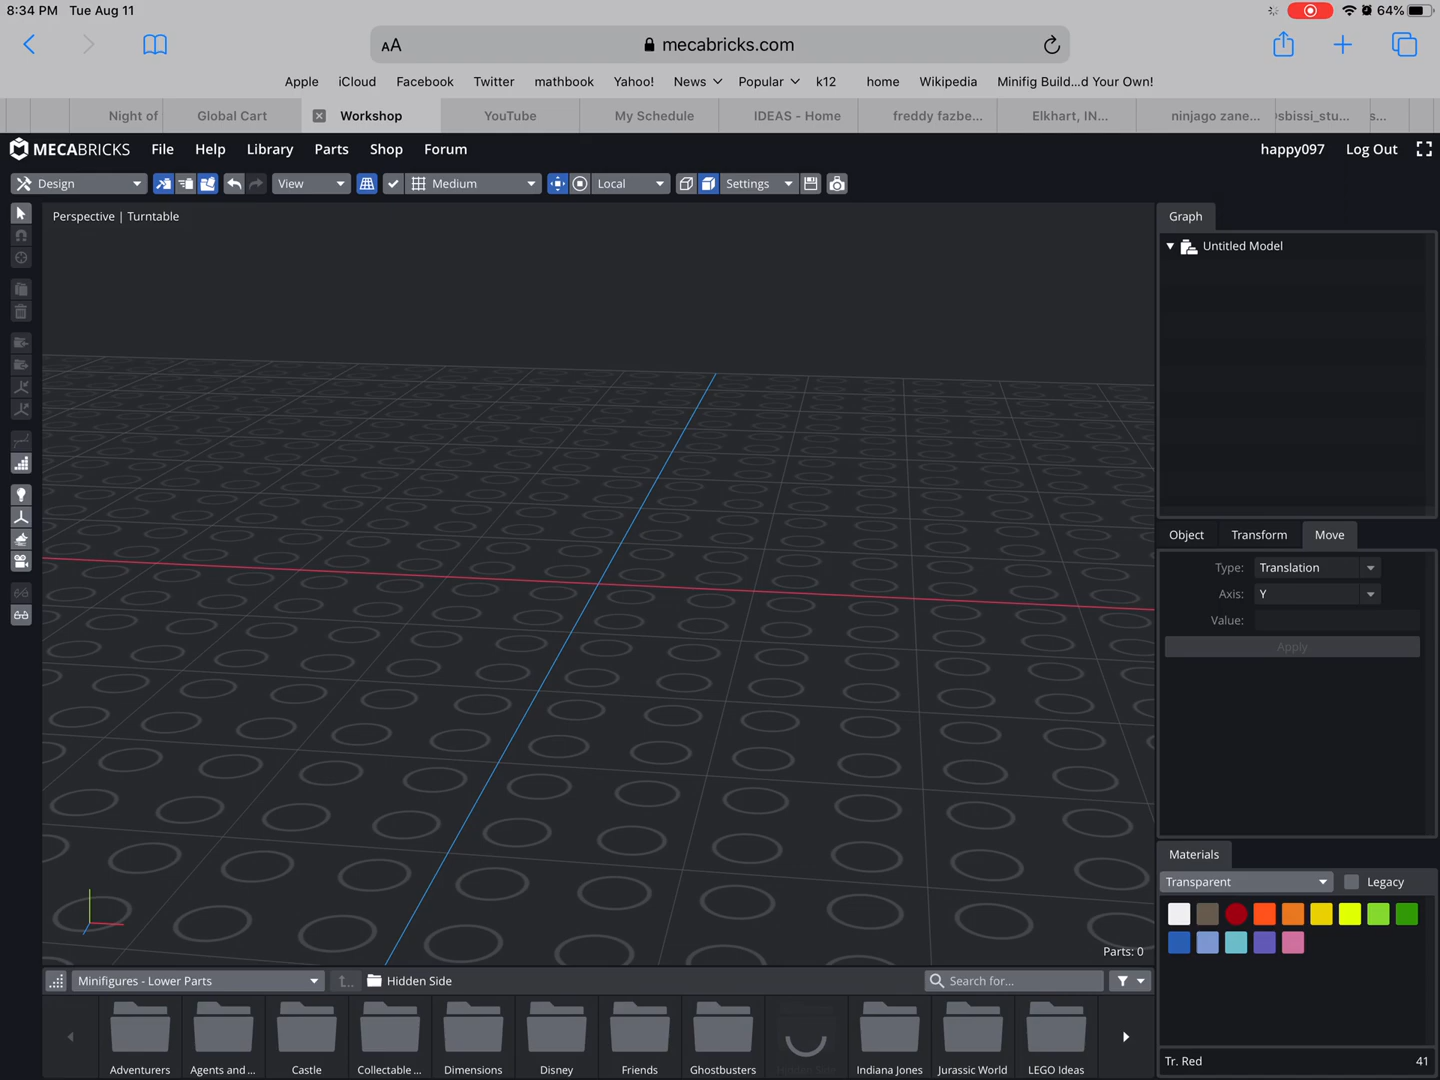 8:34 PM Tue Aug 11 64%
AA mecabricks.com
Apple iCloud Facebook Twitter mathbook Yahoo! News Popular k12 home Wikipedia Minifig Build...d Your Own!
Night of Global Cart Workshop YouTube My Schedule IDEAS - Home freddy fazbe... Elkhart, IN... ninjago zane... sbissi_stu... s...
MECABRICKS File Help Library Parts Shop Forum happy097 Log Out
Design View Medium Local Settings
Perspective | Turntable
Graph
Untitled Model
Object Transform Move
Type: Translation
Axis: Y
Value:
Apply
Materials
Transparent Legacy
Parts: 0
Minifigures - Lower Parts Hidden Side Search for...
Adventurers Agents and ... Castle Collectable ... Dimensions Disney Friends Ghostbusters Hidden Side Indiana Jones Jurassic World LEGO Ideas
Tr. Red 41